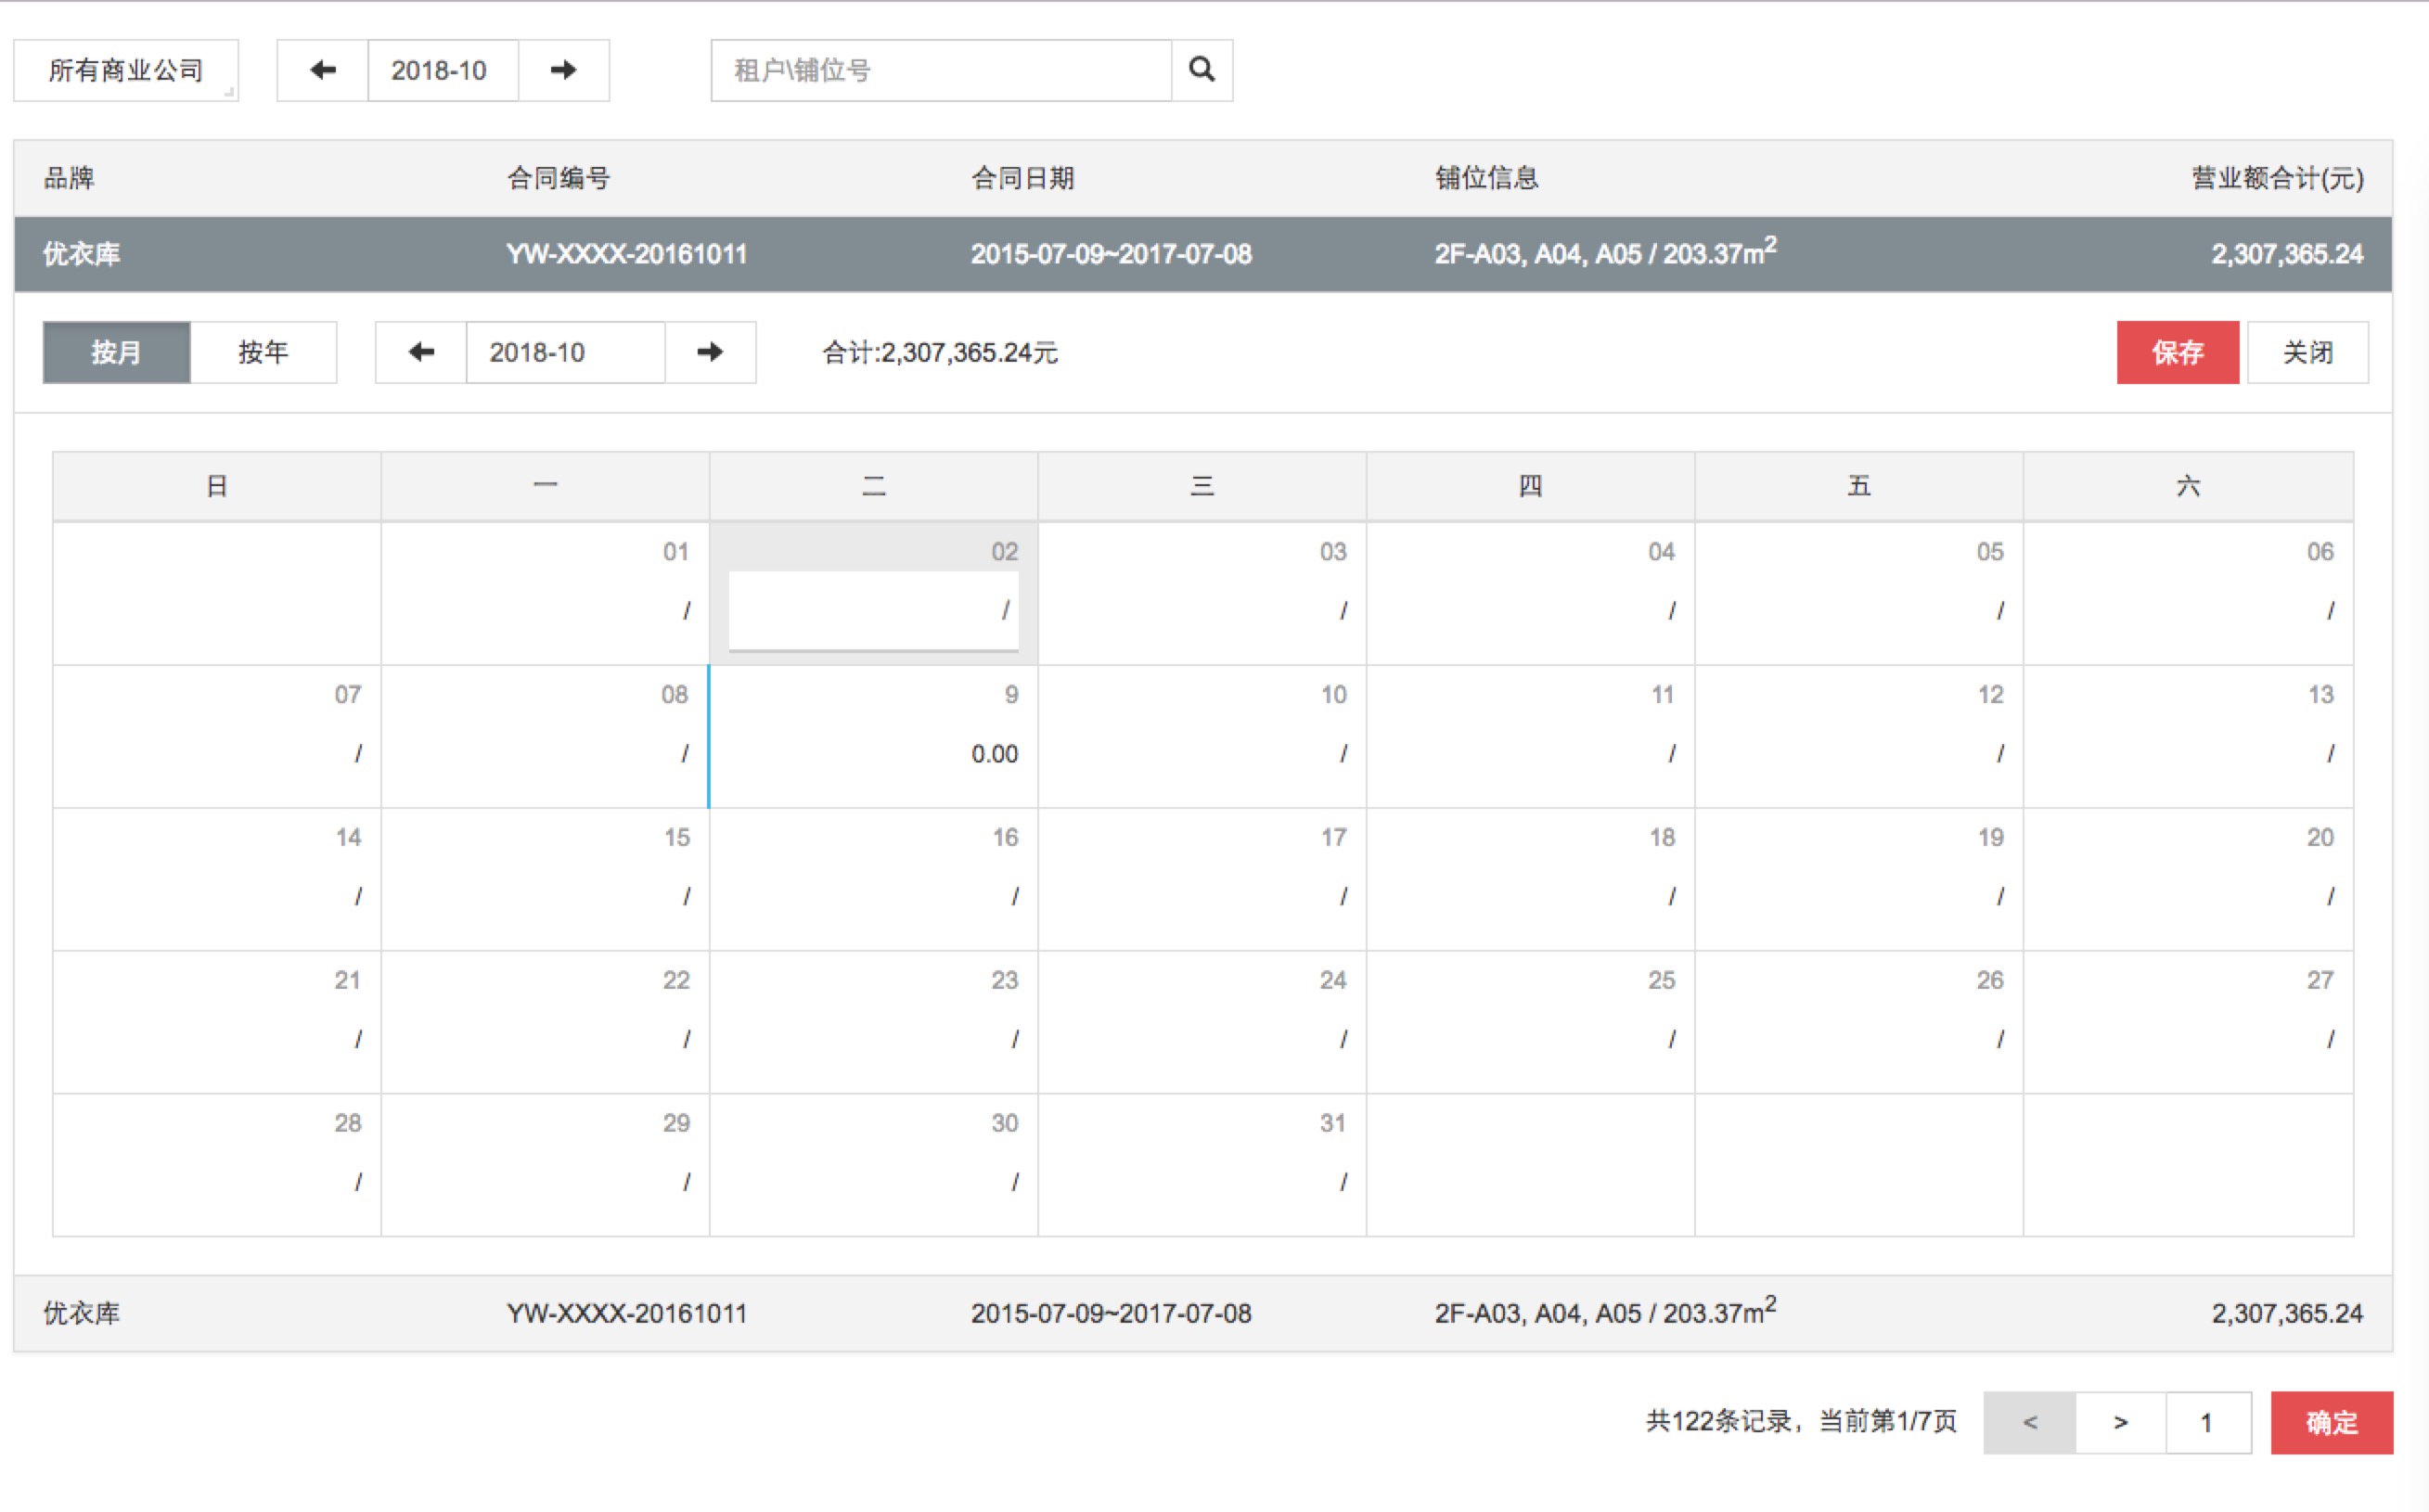 所有商业公司 2018-10 租户\铺位号
品牌 合同编号 合同日期 铺位信息 营业额合计(元)
优衣库 YW-XXXX-20161011 2015-07-09~2017-07-08 2F-A03, A04, A05 / 203.37m² 2,307,365.24
按月 按年 2018-10 合计:2,307,365.24元 保存 关闭
日 一 二 三 四 五 六
01 02 03 04 05 06
/ / / / / /
07 08 9 10 11 12 13
/ / 0.00 / / / /
14 15 16 17 18 19 20
/ / / / / / /
21 22 23 24 25 26 27
/ / / / / / /
28 29 30 31
/ / / /
优衣库 YW-XXXX-20161011 2015-07-09~2017-07-08 2F-A03, A04, A05 / 203.37m² 2,307,365.24
共122条记录，当前第1/7页 < > 1 确定